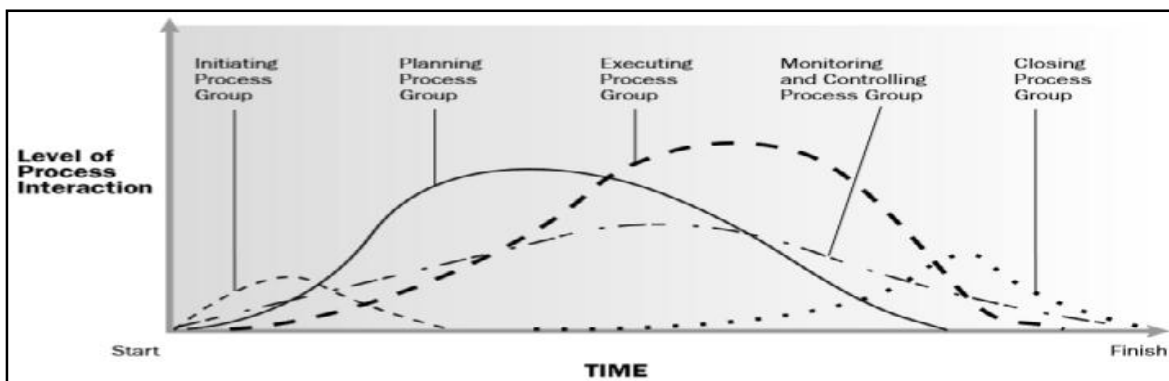 Initiating
Process
Group
Planning
Process
Group
Executing
Process
Group
Monitoring
and Controlling
Process Group
Closing
Process
Group
Level of
Process
Interaction
Start
Finish
TIME